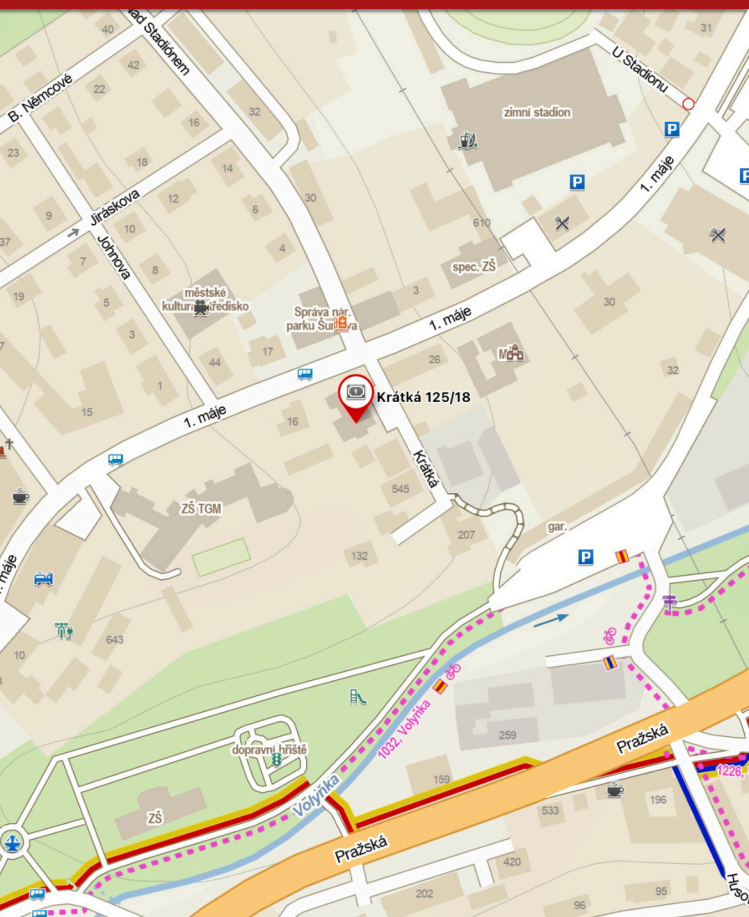 40
Nad Stadiónem
31
U Stadionu
42
B. Němcové
22
32
zimní stadion
16
P
23
18
14
P
P
1. máje
Jiráskova
12
30
9
6
10
610
37
Johnova
4
7
8
spec. ZŠ
19
městské
3
5
Správa nár.
30
parku
1. máje
3
17
26
44
32
1
Krátká 125/18
15
1. máje
16
Krátká
545
ZŠ TGM
207
gar.
132
P
máje
643
10
1032, Volyňka
dopravní hřiště
259
Pražská
159
1226,
Volyňka
196
533
ZŠ
Pražská
420
202
95
96